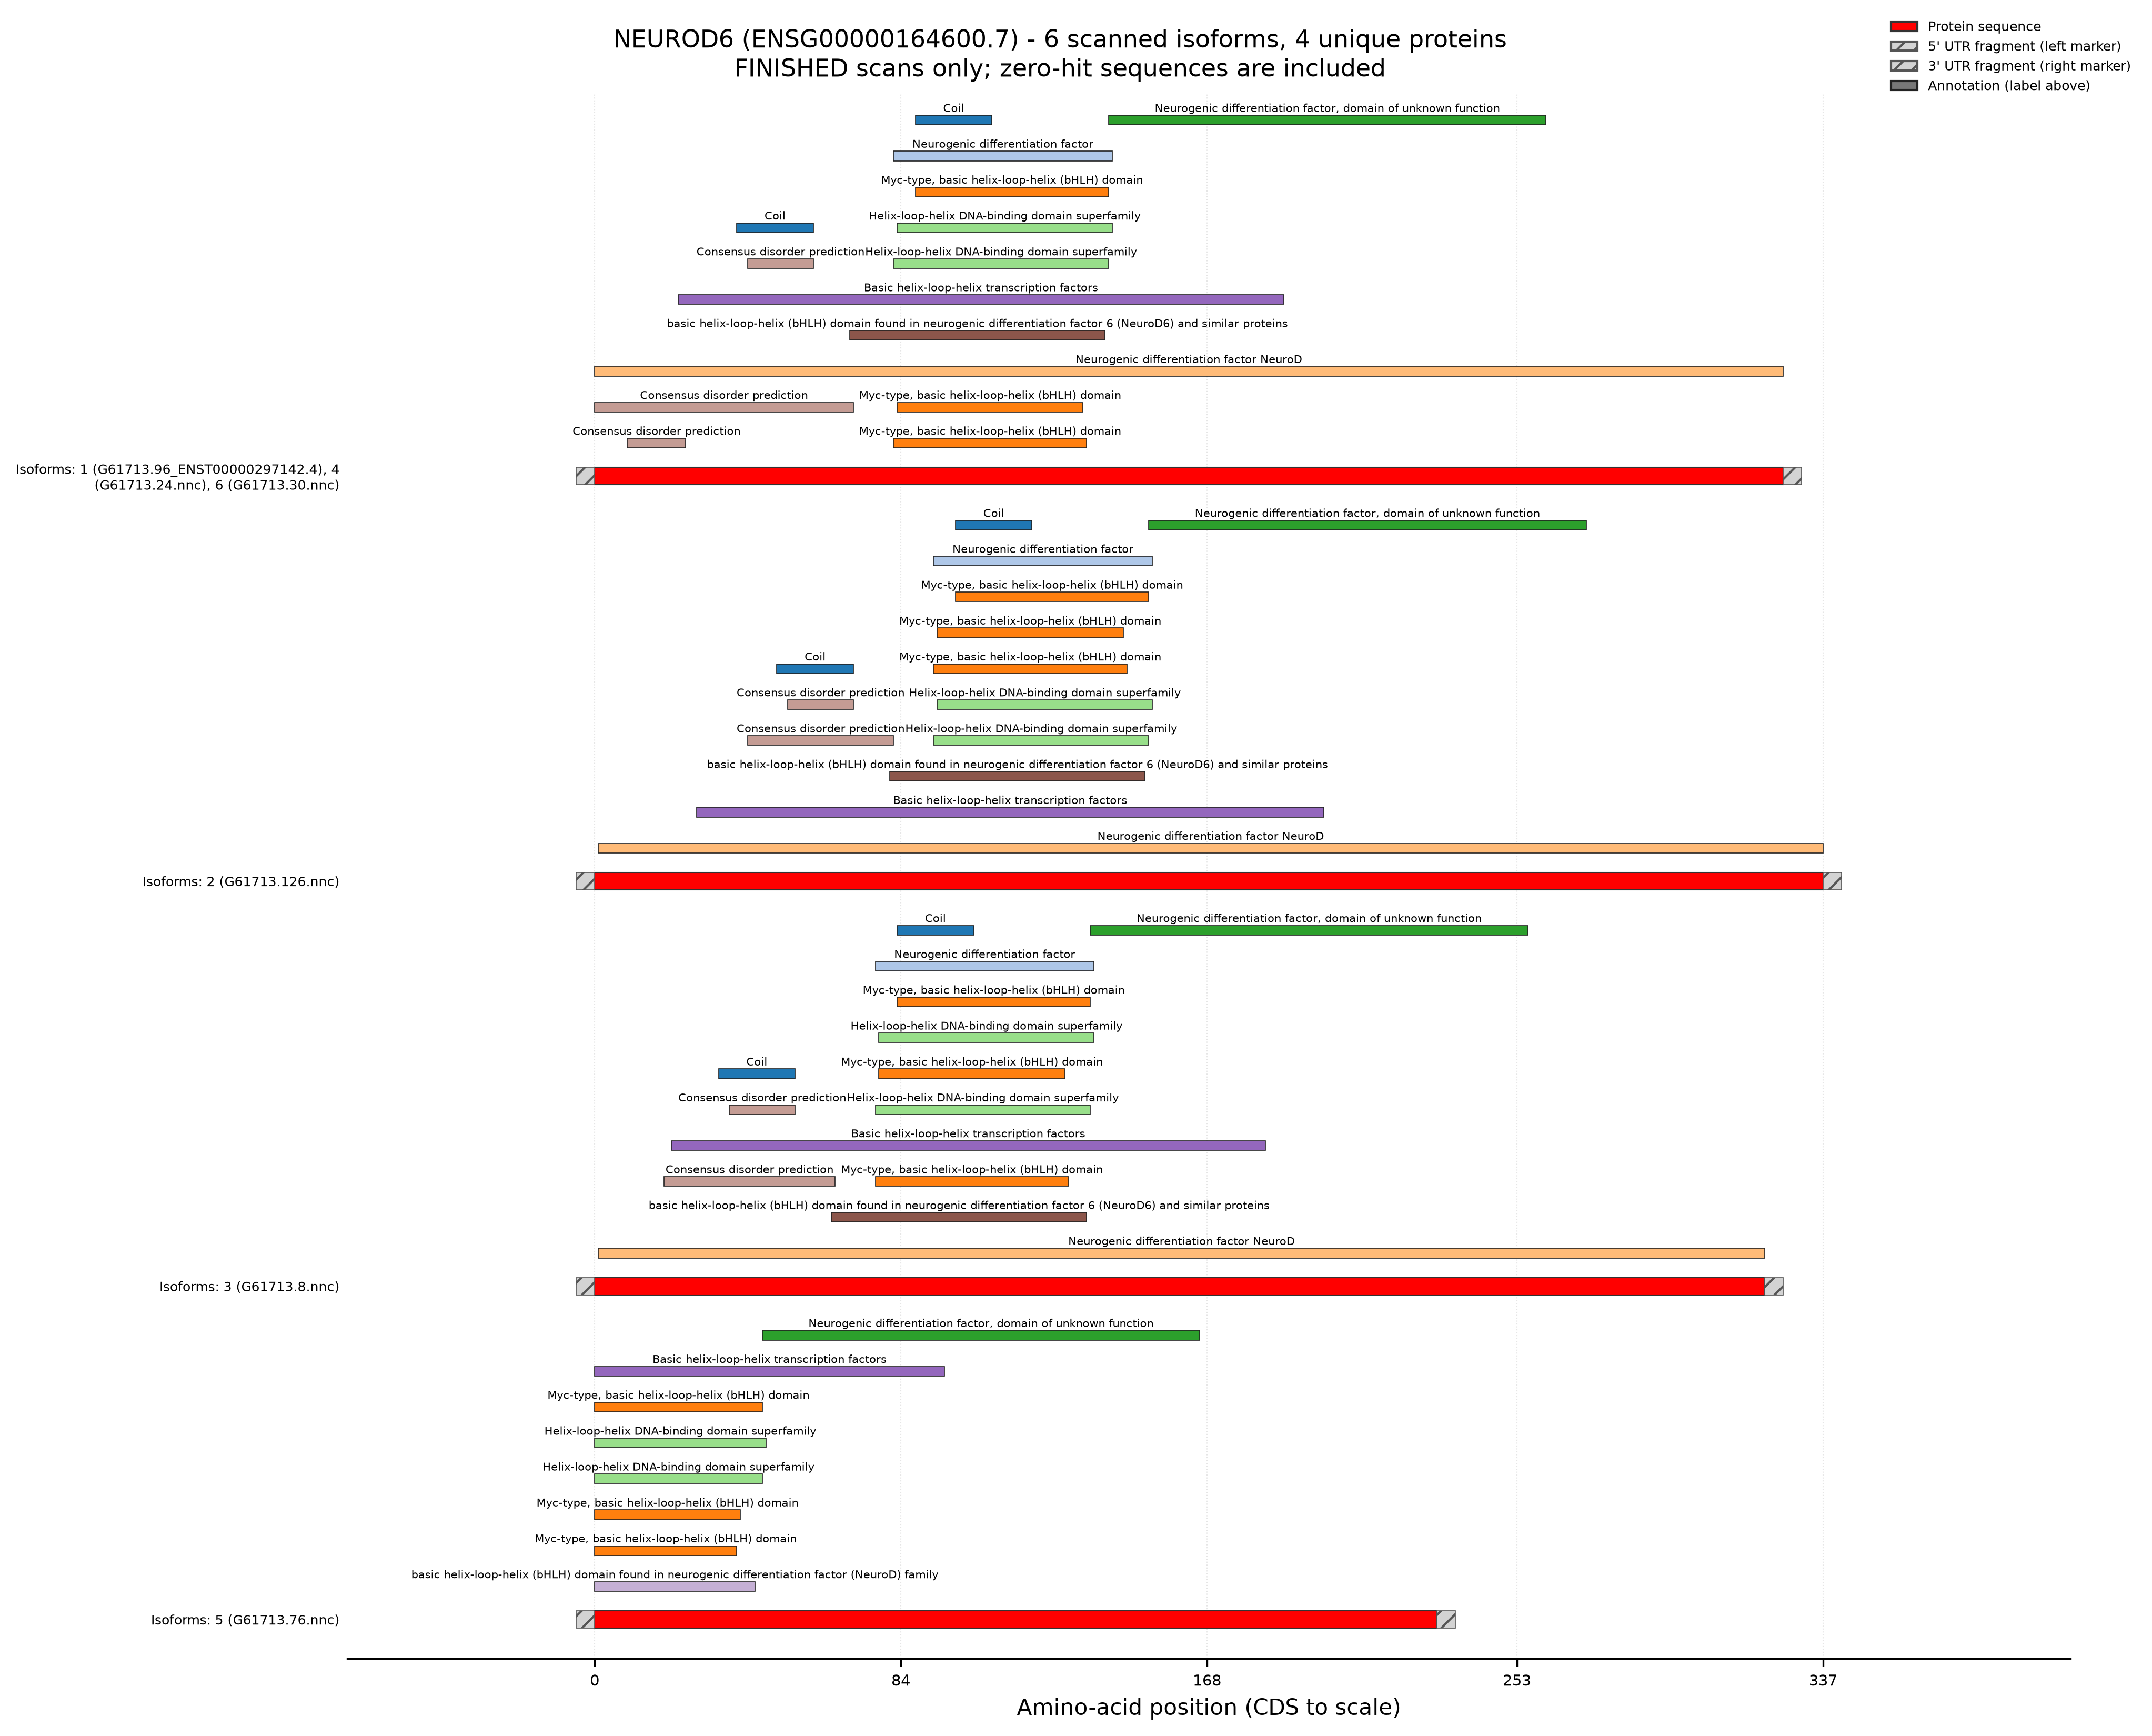 NEUROD6 (ENSG00000164600.7) - 6 scanned isoforms, 4 unique proteins
FINISHED scans only; zero-hit sequences are included
Protein sequence
5' UTR fragment (left marker)
3' UTR fragment (right marker)
Annotation (label above)
Coil
Neurogenic differentiation factor, domain of unknown function
Neurogenic differentiation factor
Myc-type, basic helix-loop-helix (bHLH) domain
Coil
Helix-loop-helix DNA-binding domain superfamily
Consensus disorder prediction
Helix-loop-helix DNA-binding domain superfamily
Basic helix-loop-helix transcription factors
basic helix-loop-helix (bHLH) domain found in neurogenic differentiation factor 6 (NeuroD6) and similar proteins
Neurogenic differentiation factor NeuroD
Consensus disorder prediction
Myc-type, basic helix-loop-helix (bHLH) domain
Consensus disorder prediction
Myc-type, basic helix-loop-helix (bHLH) domain
Isoforms: 1 (G61713.96_ENST00000297142.4), 4
(G61713.24.nnc), 6 (G61713.30.nnc)
Coil
Neurogenic differentiation factor, domain of unknown function
Neurogenic differentiation factor
Myc-type, basic helix-loop-helix (bHLH) domain
Myc-type, basic helix-loop-helix (bHLH) domain
Coil
Myc-type, basic helix-loop-helix (bHLH) domain
Consensus disorder prediction
Helix-loop-helix DNA-binding domain superfamily
Consensus disorder prediction
Helix-loop-helix DNA-binding domain superfamily
basic helix-loop-helix (bHLH) domain found in neurogenic differentiation factor 6 (NeuroD6) and similar proteins
Basic helix-loop-helix transcription factors
Neurogenic differentiation factor NeuroD
Isoforms: 2 (G61713.126.nnc)
Coil
Neurogenic differentiation factor, domain of unknown function
Neurogenic differentiation factor
Myc-type, basic helix-loop-helix (bHLH) domain
Helix-loop-helix DNA-binding domain superfamily
Coil
Myc-type, basic helix-loop-helix (bHLH) domain
Consensus disorder prediction
Helix-loop-helix DNA-binding domain superfamily
Basic helix-loop-helix transcription factors
Consensus disorder prediction
Myc-type, basic helix-loop-helix (bHLH) domain
basic helix-loop-helix (bHLH) domain found in neurogenic differentiation factor 6 (NeuroD6) and similar proteins
Neurogenic differentiation factor NeuroD
Isoforms: 3 (G61713.8.nnc)
Neurogenic differentiation factor, domain of unknown function
Basic helix-loop-helix transcription factors
Myc-type, basic helix-loop-helix (bHLH) domain
Helix-loop-helix DNA-binding domain superfamily
Helix-loop-helix DNA-binding domain superfamily
Myc-type, basic helix-loop-helix (bHLH) domain
Myc-type, basic helix-loop-helix (bHLH) domain
basic helix-loop-helix (bHLH) domain found in neurogenic differentiation factor (NeuroD) family
Isoforms: 5 (G61713.76.nnc)
0 84 168 253 337
Amino-acid position (CDS to scale)